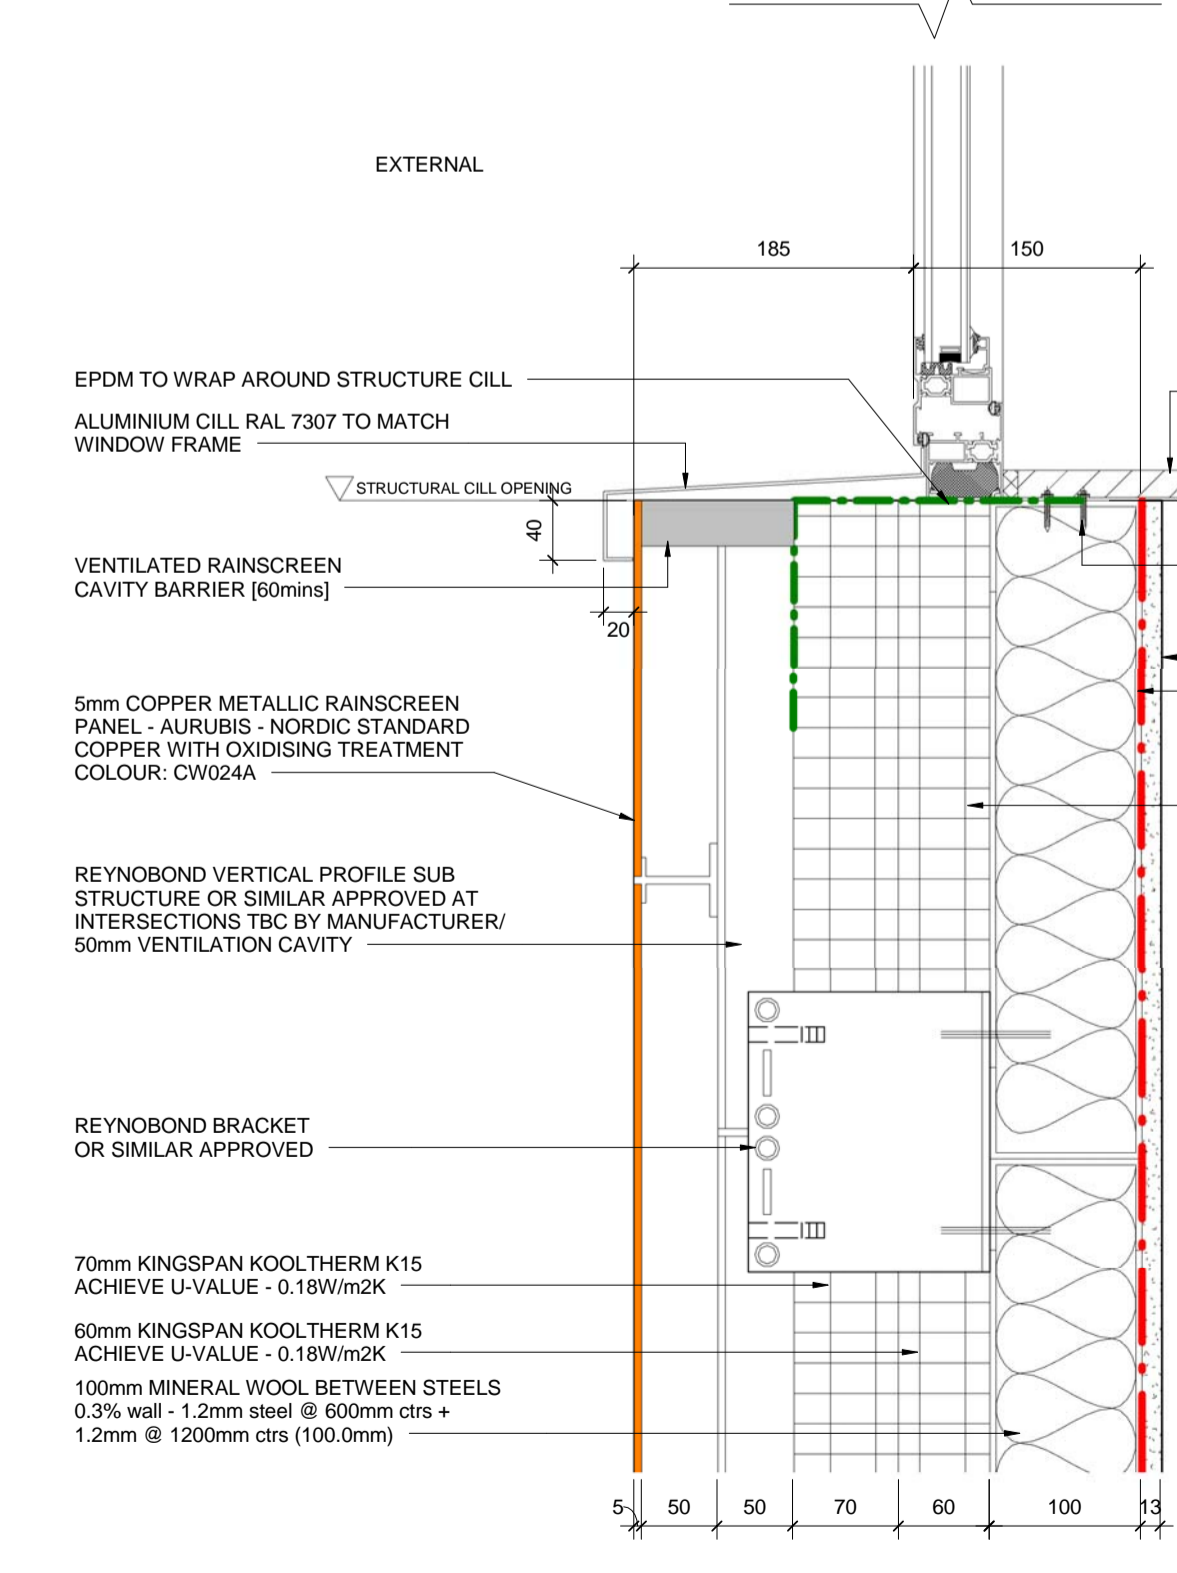 EXTERNAL
185
150
EPDM TO WRAP AROUND STRUCTURE CILL
ALUMINIUM CILL RAL 7307 TO MATCH
WINDOW FRAME
STRUCTURAL CILL OPENING
40
VENTILATED RAINSCREEN
CAVITY BARRIER [60mins]
20
5mm COPPER METALLIC RAINSCREEN
PANEL - AURUBIS - NORDIC STANDARD
COPPER WITH OXIDISING TREATMENT
COLOUR: CW024A
REYNOBOND VERTICAL PROFILE SUB
STRUCTURE OR SIMILAR APPROVED AT
INTERSECTIONS TBC BY MANUFACTURER/
50mm VENTILATION CAVITY
REYNOBOND BRACKET
OR SIMILAR APPROVED
70mm KINGSPAN KOOLTHERM K15
ACHIEVE U-VALUE - 0.18W/m2K
60mm KINGSPAN KOOLTHERM K15
ACHIEVE U-VALUE - 0.18W/m2K
100mm MINERAL WOOL BETWEEN STEELS
0.3% wall - 1.2mm steel @ 600mm ctrs +
1.2mm @ 1200mm ctrs (100.0mm)
5 50 50 70 60 100 13